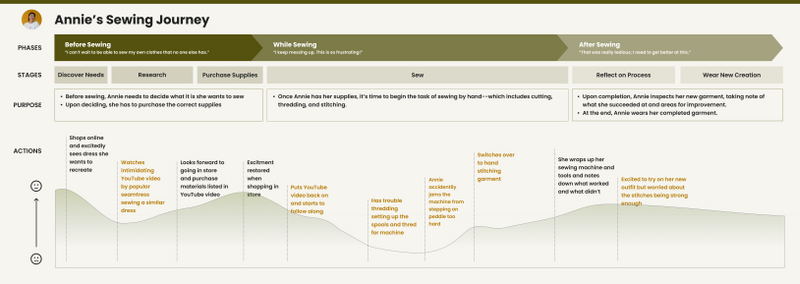 Annie's Sewing Journey
PHASES
Before Sewing
"I can't wait to be able to sew my own clothes that no one else has."
While Sewing
"I keep messing up. This is so frustrating!"
After Sewing
"That was really tedious; I need to get better at this."
STAGES
Discover Needs
Research
Purchase Supplies
Sew
Reflect on Process
Wear New Creation
PURPOSE
• Before sewing, Annie needs to decide what it is she wants to sew
• Upon deciding, she has to purchase the correct supplies
• Once Annie has her supplies, it's time to begin the task of sewing by hand--which includes cutting,
thredding, and stitching.
• Upon completion, Annie inspects her new garment, taking note of
what she succeeded at and areas for improvement.
• At the end, Annie wears her completed garment.
ACTIONS
Shops online
and excitedly
sees dress she
wants to
recreate
Watches
intimidating
YouTube video
by popular
seamtress
sewing a similar
dress
Looks forward to
going in store
and purchase
materials listed in
YouTube video
Excitment
restored
when
shopping in
store
Puts YouTube
video back on
and starts to
follow along
Has trouble
thredding
setting up the
spools and thred
for machine
Annie
accidentily
jams the
machine from
stepping on
peddle too
hard
Switches over
to hand
stitching
garment
She wraps up her
sewing machine and
tools and notes
down what worked
and what didn't
Excited to try on her new
outfit but worried about
the stitches being strong
enough